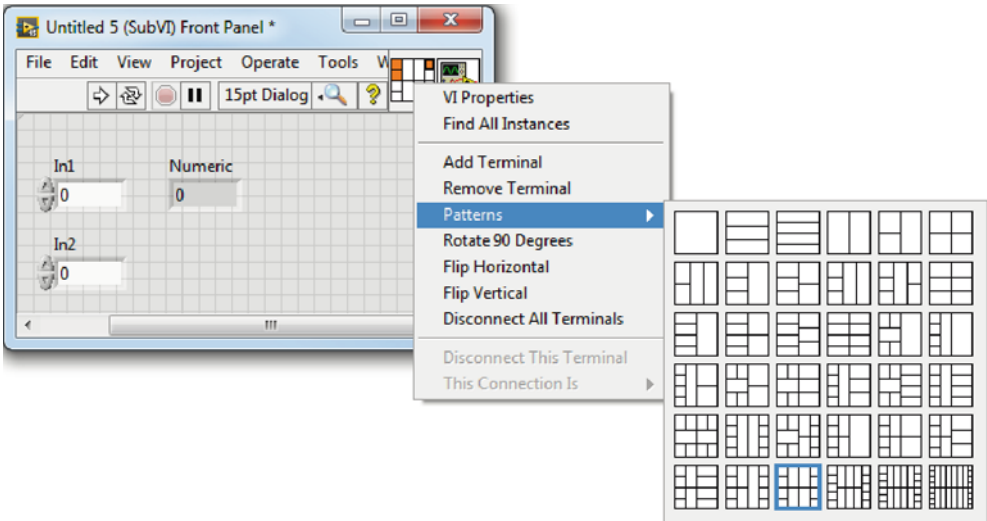 Untitled 5 (SubVI) Front Panel *
File Edit View Project Operate Tools W
15pt Dialog
In1
Numeric
0
0
In2
0
VI Properties
Find All Instances
Add Terminal
Remove Terminal
Patterns
Rotate 90 Degrees
Flip Horizontal
Flip Vertical
Disconnect All Terminals
Disconnect This Terminal
This Connection Is